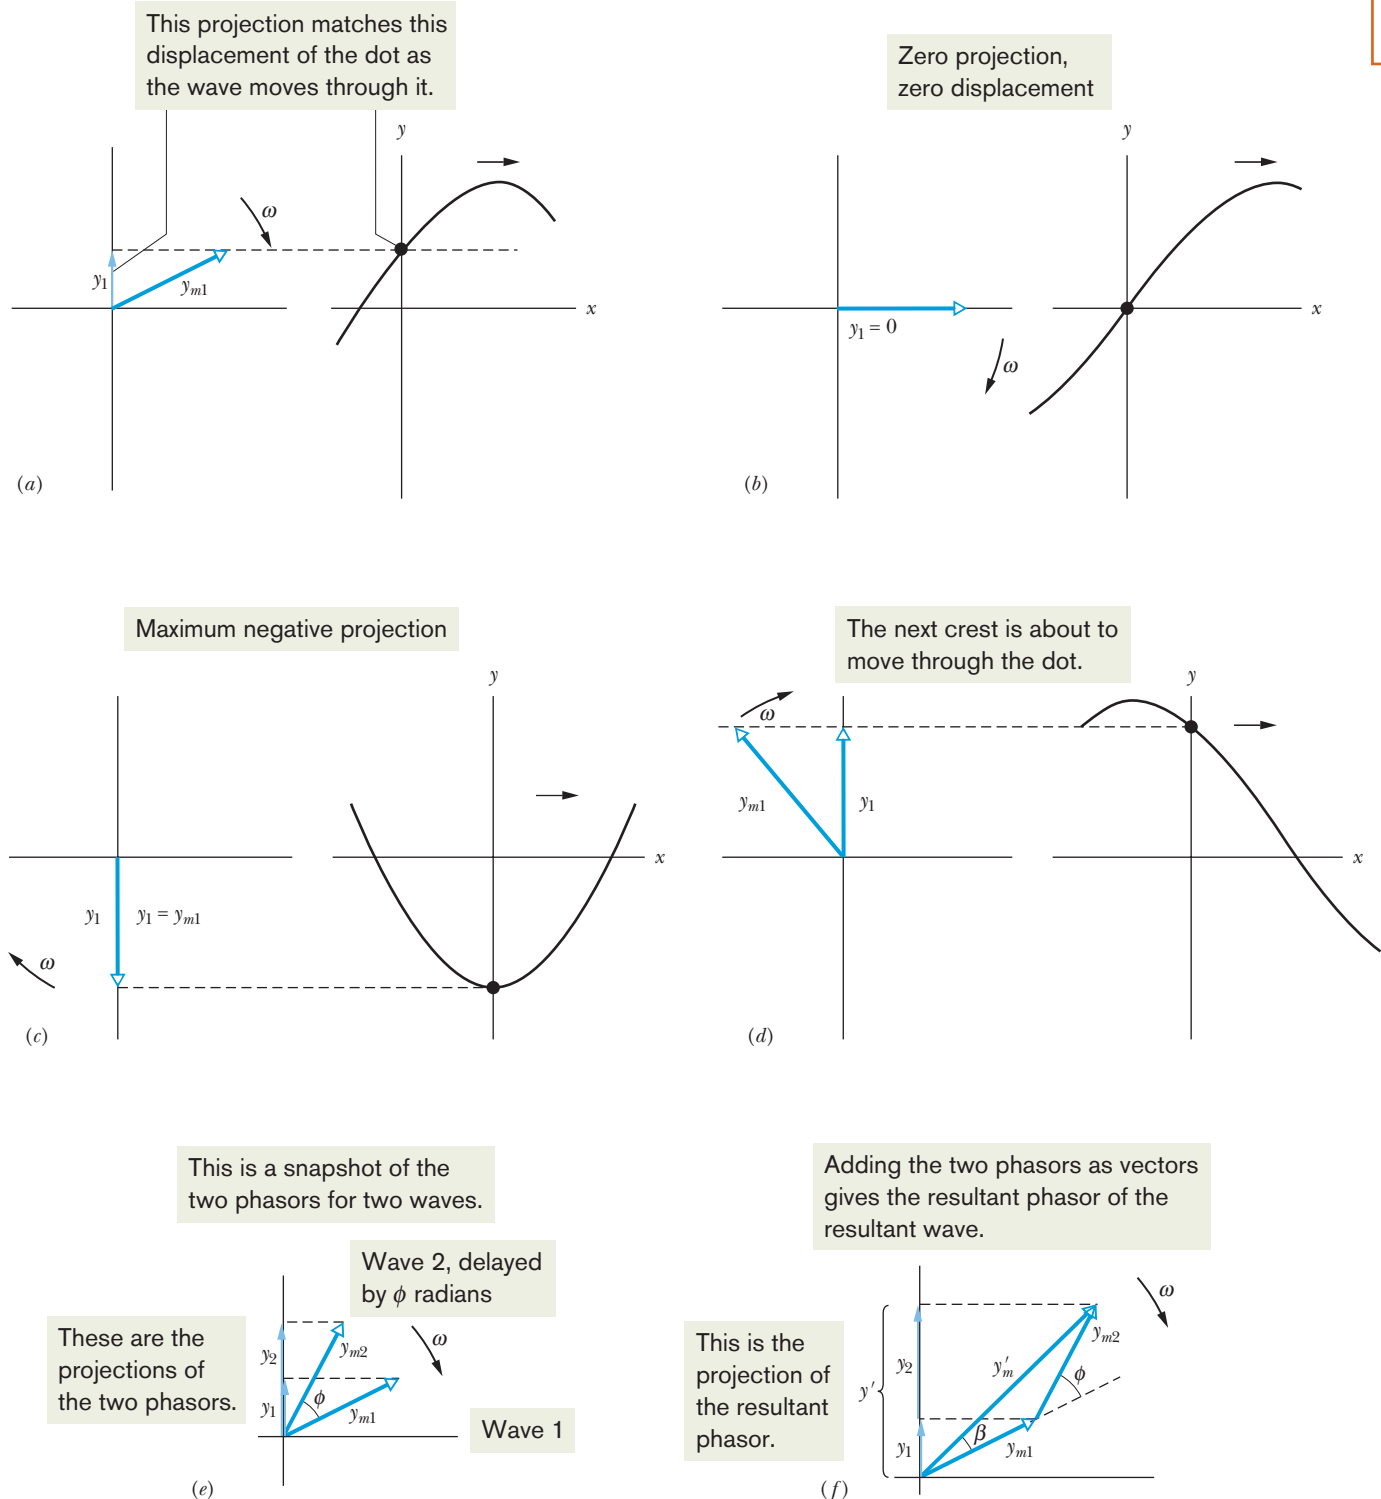 This projection matches this
displacement of the dot as
the wave moves through it.
y
ω
y1
ym1
x
(a)
Zero projection,
zero displacement
y
x
y1 = 0
ω
(b)
Maximum negative projection
y
x
y1
y1 = ym1
ω
(c)
The next crest is about to
move through the dot.
y
ω
ym1
y1
x
(d)
This is a snapshot of the
two phasors for two waves.
Wave 2, delayed
by ϕ radians
These are the
projections of
the two phasors.
ω
y2
ym2
ϕ
y1
ym1
Wave 1
(e)
Adding the two phasors as vectors
gives the resultant phasor of the
resultant wave.
ω
This is the
projection of
the resultant
phasor.
ym2
y2
y′m
ϕ
y′
β
y1
ym1
(f)